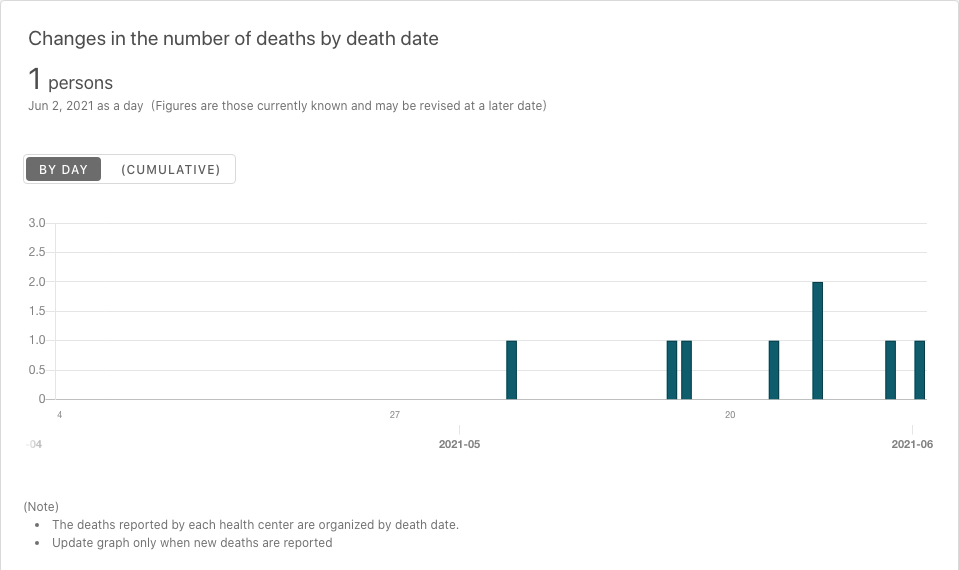 Changes in the number of deaths by death date
1 persons
Jun 2, 2021 as a day (Figures are those currently known and may be revised at a later date)
BY DAY (CUMULATIVE)
3.0
2.5
2.0
1.5
1.0
0.5
0
4 27 20
-04 2021-05 2021-06
(Note)
• The deaths reported by each health center are organized by death date.
• Update graph only when new deaths are reported